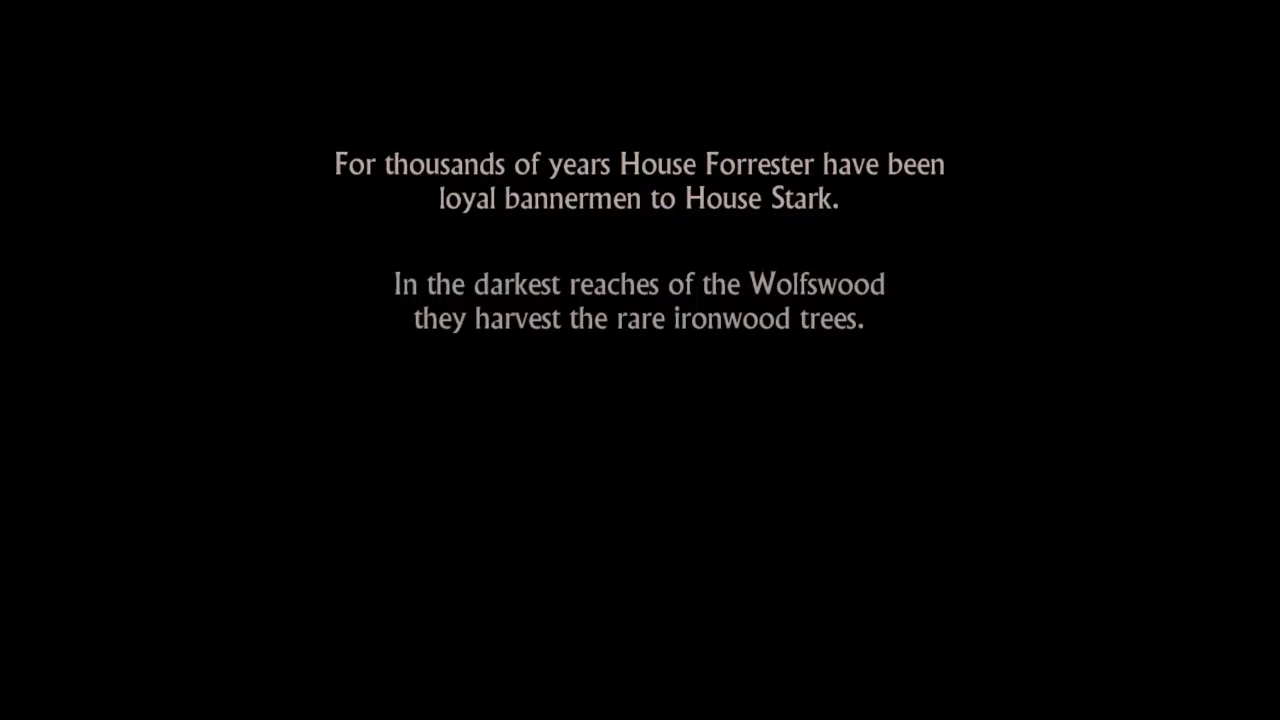 For thousands of years House Forrester have been
loyal bannermen to House Stark.
In the darkest reaches of the Wolfswood
they harvest the rare ironwood trees.